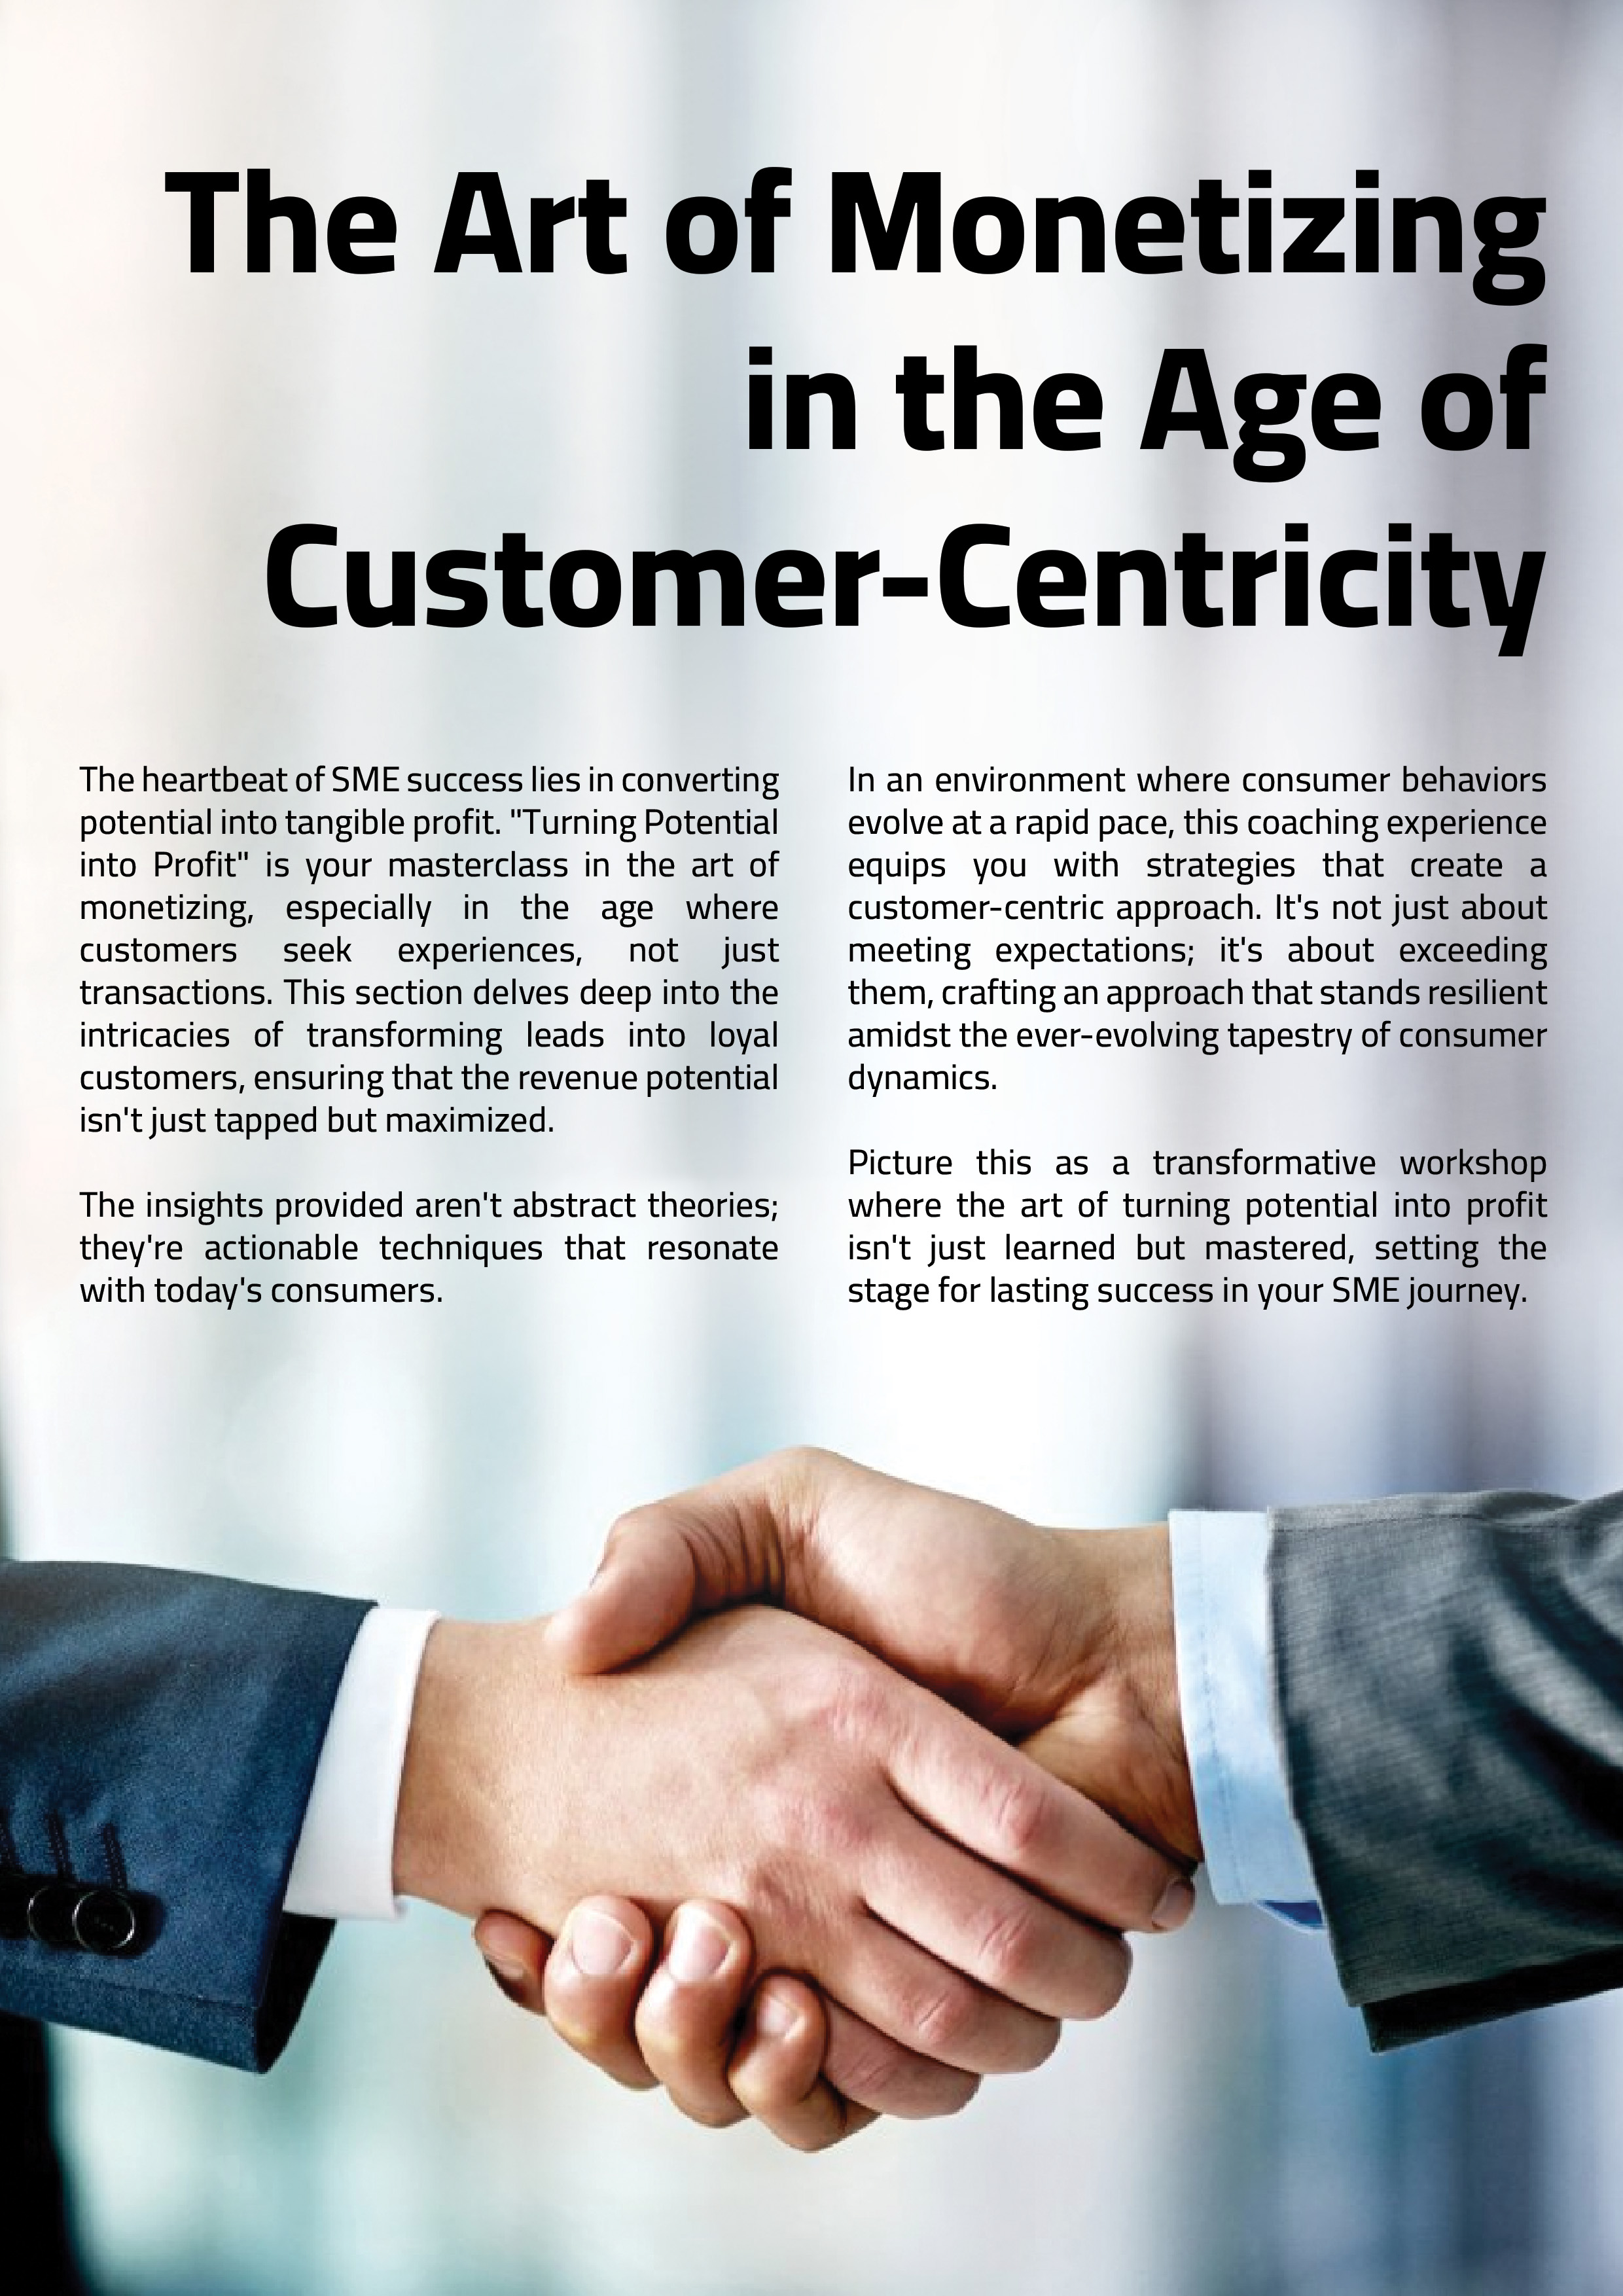 The Art of Monetizing
in the Age of
Customer-Centricity
The heartbeat of SME success lies in converting
potential into tangible profit. "Turning Potential
into Profit" is your masterclass in the art of
monetizing, especially in the age where
customers seek experiences, not just
transactions. This section delves deep into the
intricacies of transforming leads into loyal
customers, ensuring that the revenue potential
isn't just tapped but maximized.
The insights provided aren't abstract theories;
they're actionable techniques that resonate
with today's consumers.
In an environment where consumer behaviors
evolve at a rapid pace, this coaching experience
equips you with strategies that create a
customer-centric approach. It's not just about
meeting expectations; it's about exceeding
them, crafting an approach that stands resilient
amidst the ever-evolving tapestry of consumer
dynamics.
Picture this as a transformative workshop
where the art of turning potential into profit
isn't just learned but mastered, setting the
stage for lasting success in your SME journey.